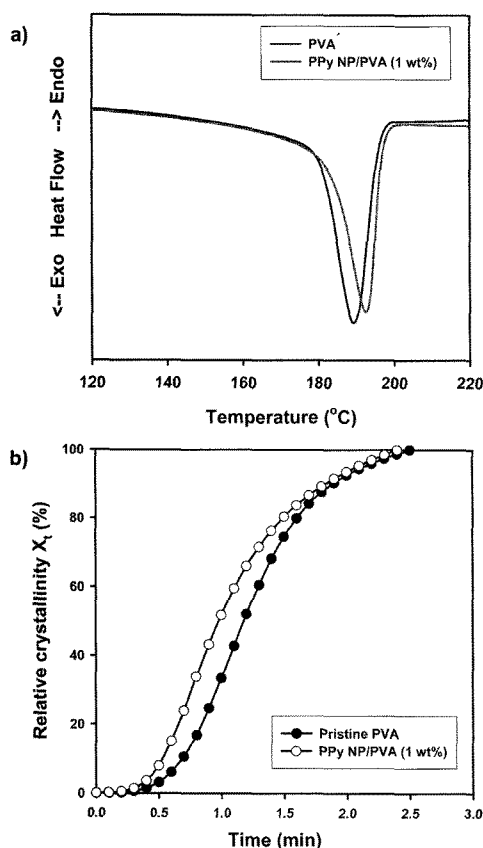 a)
PVA´
PPy NP/PVA (1 wt%)
<-- Exo Heat Flow --> Endo
120 140 160 180 200 220
Temperature (°C)
b)
100
80
60
40
20
0
Relative crystallinity Xt (%)
Pristine PVA
PPy NP/PVA (1 wt%)
0.0 0.5 1.0 1.5 2.0 2.5 3.0
Time (min)